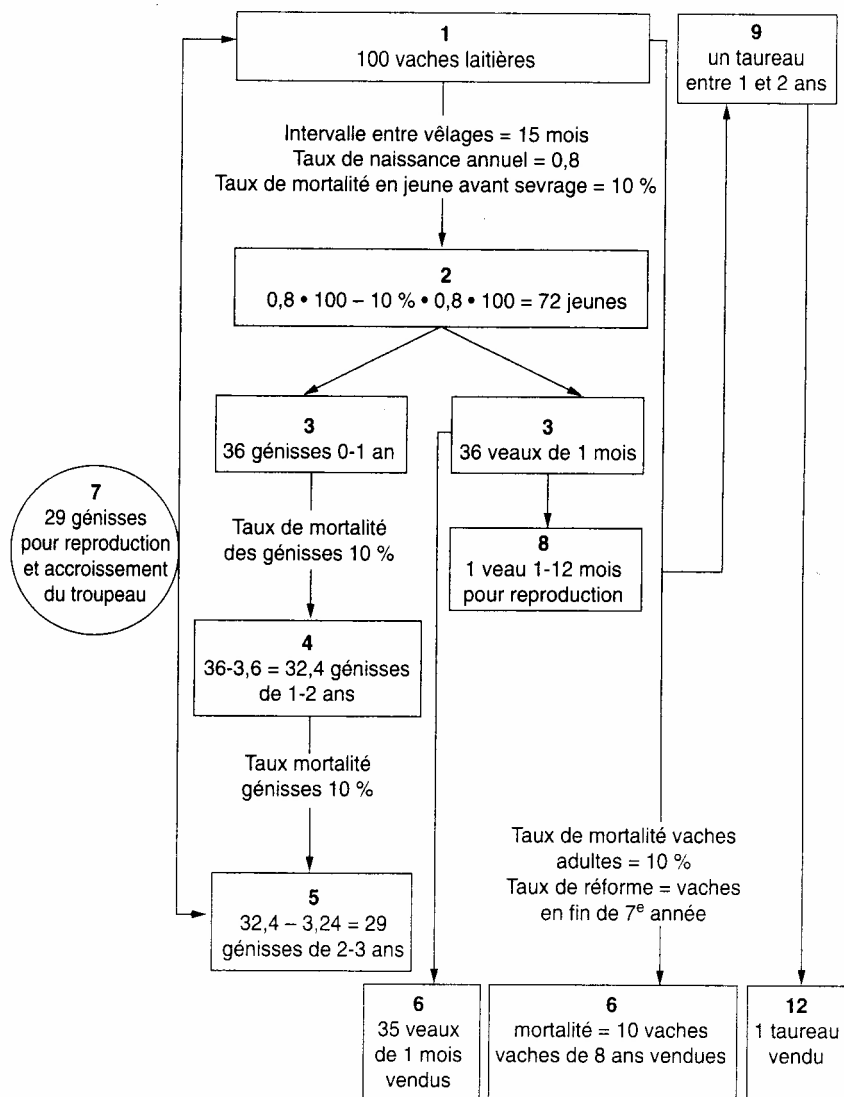 1
100 vaches laitières
9
un taureau
entre 1 et 2 ans
Intervalle entre vêlages = 15 mois
Taux de naissance annuel = 0,8
Taux de mortalité en jeune avant sevrage = 10 %
2
0,8 • 100 – 10 % • 0,8 • 100 = 72 jeunes
3
36 génisses 0-1 an
3
36 veaux de 1 mois
7
29 génisses
pour reproduction
et accroissement
du troupeau
Taux de mortalité
des génisses 10 %
8
1 veau 1-12 mois
pour reproduction
4
36-3,6 = 32,4 génisses
de 1-2 ans
Taux mortalité
génisses 10 %
Taux de mortalité vaches
adultes = 10 %
Taux de réforme = vaches
en fin de 7e année
5
32,4 – 3,24 = 29
génisses de 2-3 ans
6
35 veaux
de 1 mois
vendus
6
mortalité = 10 vaches
vaches de 8 ans vendues
12
1 taureau
vendu